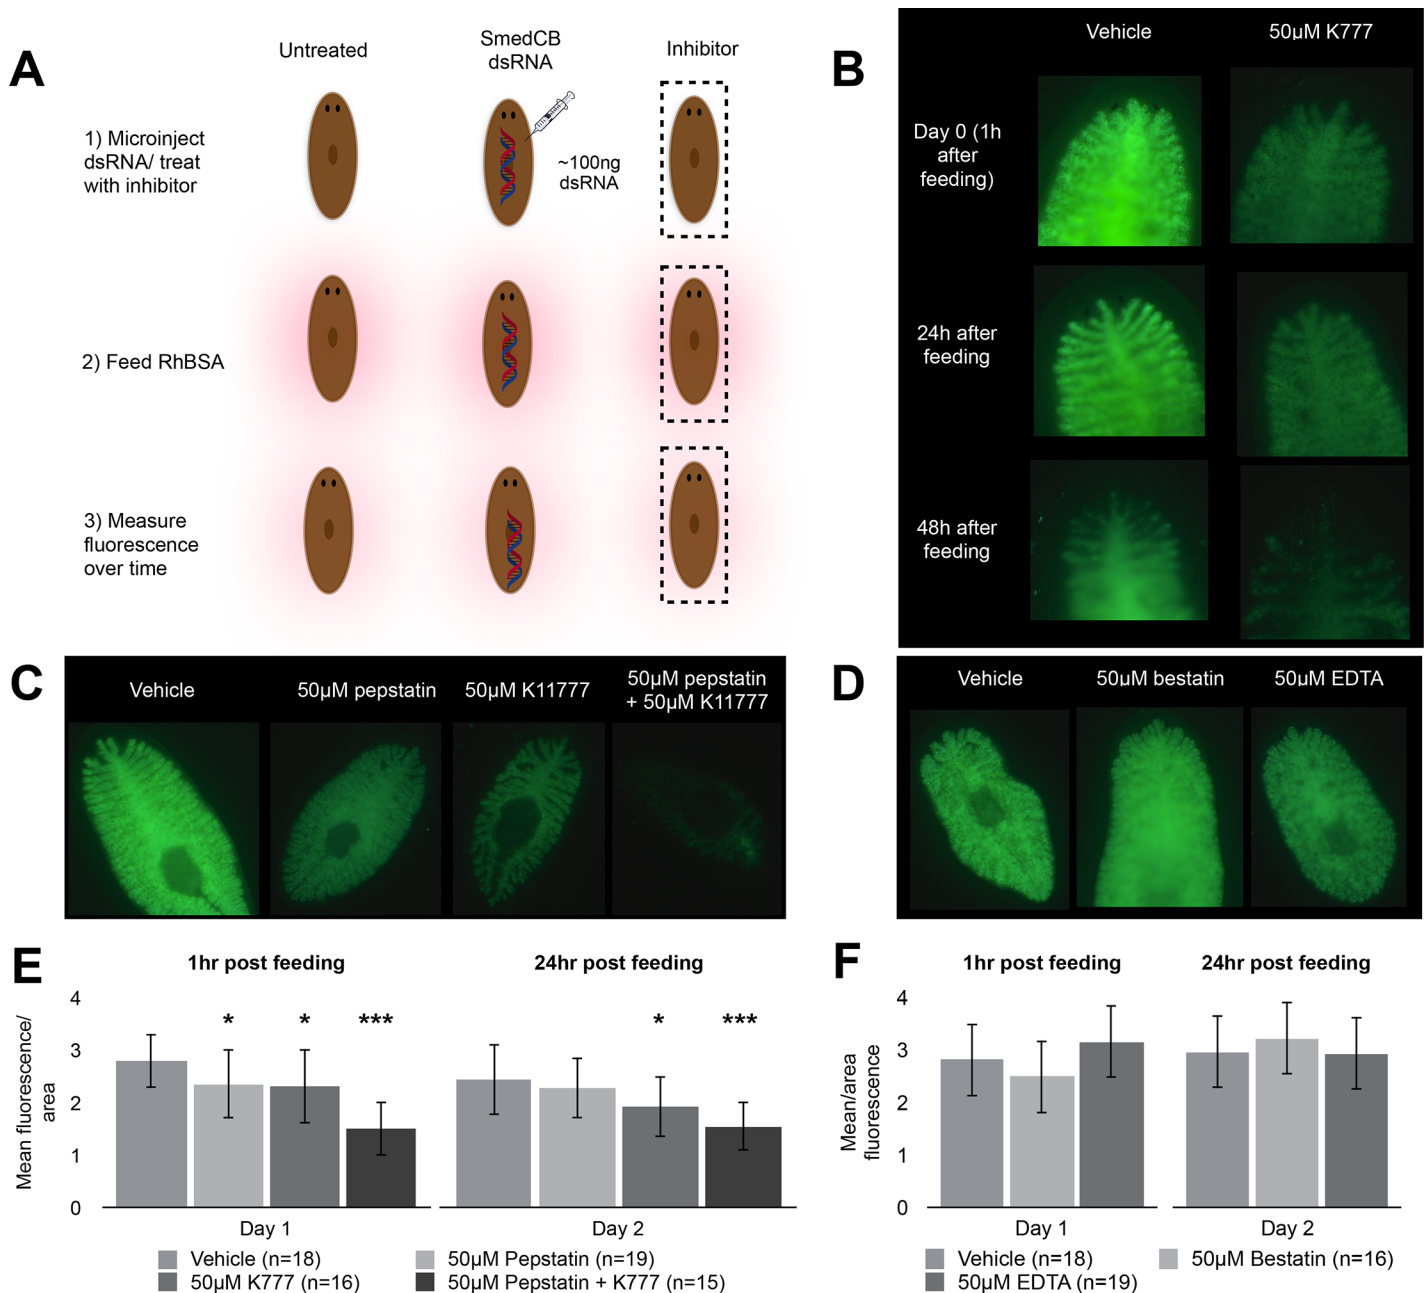 A
Untreated
SmedCB
dsRNA
Inhibitor
1) Microinject
dsRNA/ treat
with inhibitor
~100ng
dsRNA
2) Feed RhBSA
3) Measure
fluorescence
over time
B
Vehicle
50µM K777
Day 0 (1h
after
feeding)
24h after
feeding
48h after
feeding
C
Vehicle
50µM pepstatin
50µM K11777
50µM pepstatin
+ 50µM K11777
D
Vehicle
50µM bestatin
50µM EDTA
E
1hr post feeding
24hr post feeding
Mean fluorescence/
area
4
3
2
1
0
*
*
***
*
***
Day 1
Day 2
Vehicle (n=18)
50µM Pepstatin (n=19)
50µM K777 (n=16)
50µM Pepstatin + K777 (n=15)
F
1hr post feeding
24hr post feeding
Mean/area
fluorescence
4
3
2
1
0
Day 1
Day 2
Vehicle (n=18)
50µM Bestatin (n=16)
50µM EDTA (n=19)